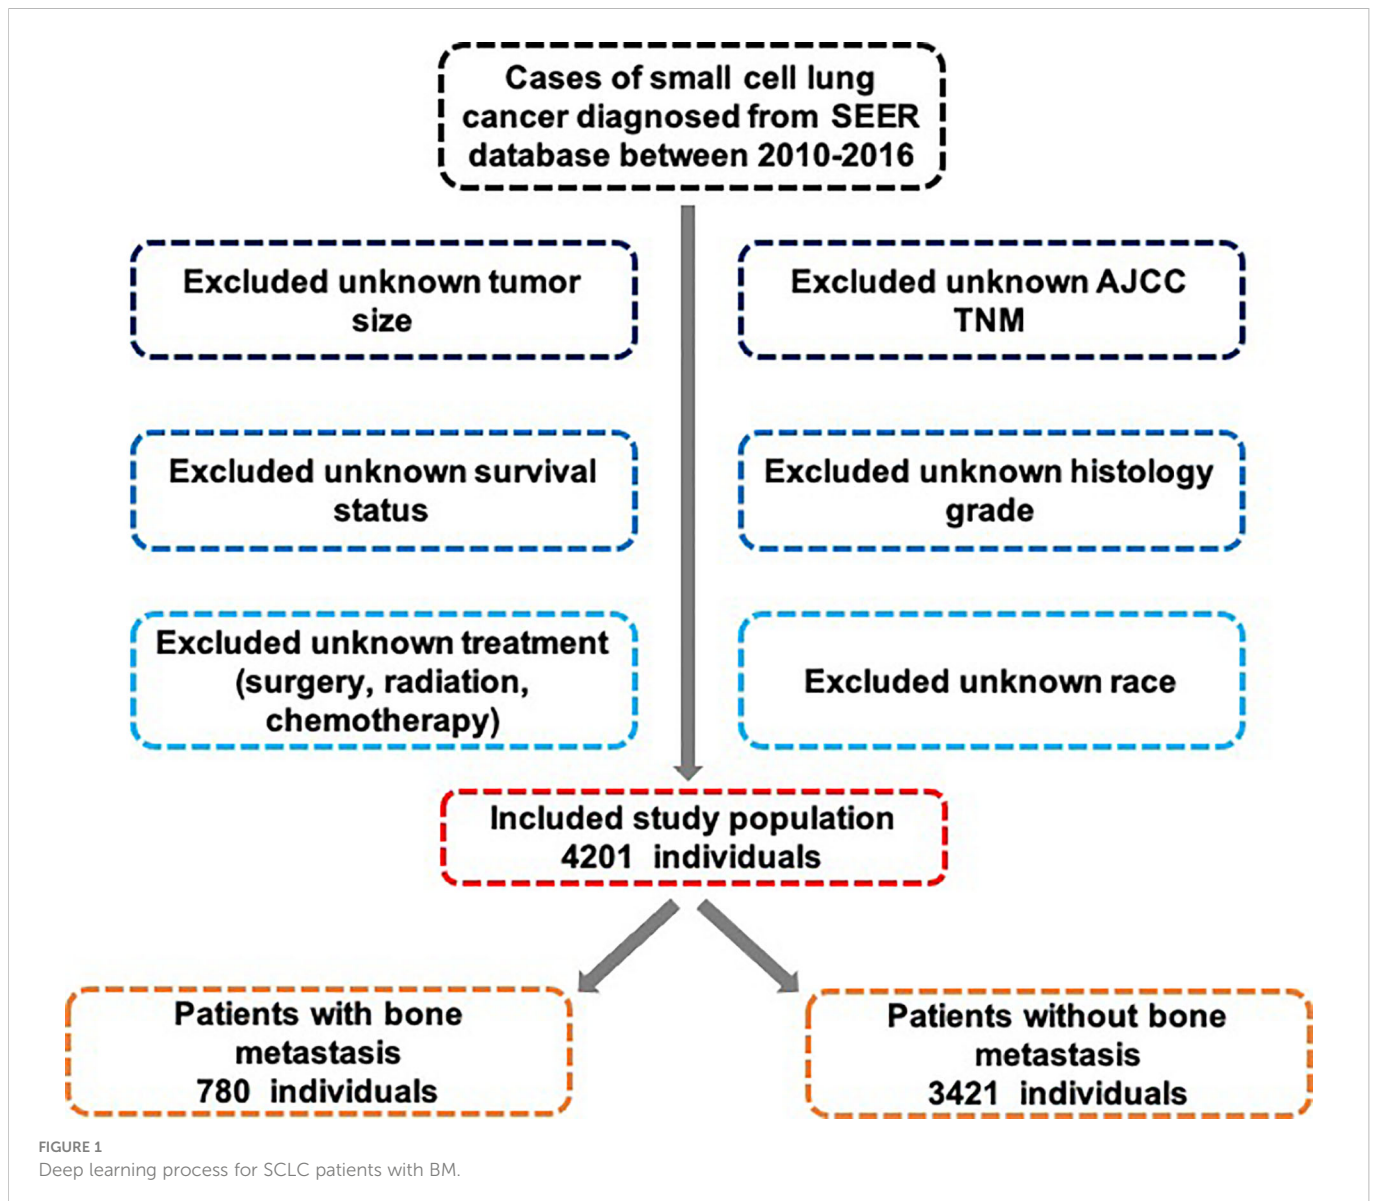 Cases of small cell lung
cancer diagnosed from SEER
database between 2010-2016
Excluded unknown tumor
size
Excluded unknown AJCC
TNM
Excluded unknown survival
status
Excluded unknown histology
grade
Excluded unknown treatment
(surgery, radiation,
chemotherapy)
Excluded unknown race
Included study population
4201 individuals
Patients with bone
metastasis
780 individuals
Patients without bone
metastasis
3421 individuals
FIGURE 1
Deep learning process for SCLC patients with BM.